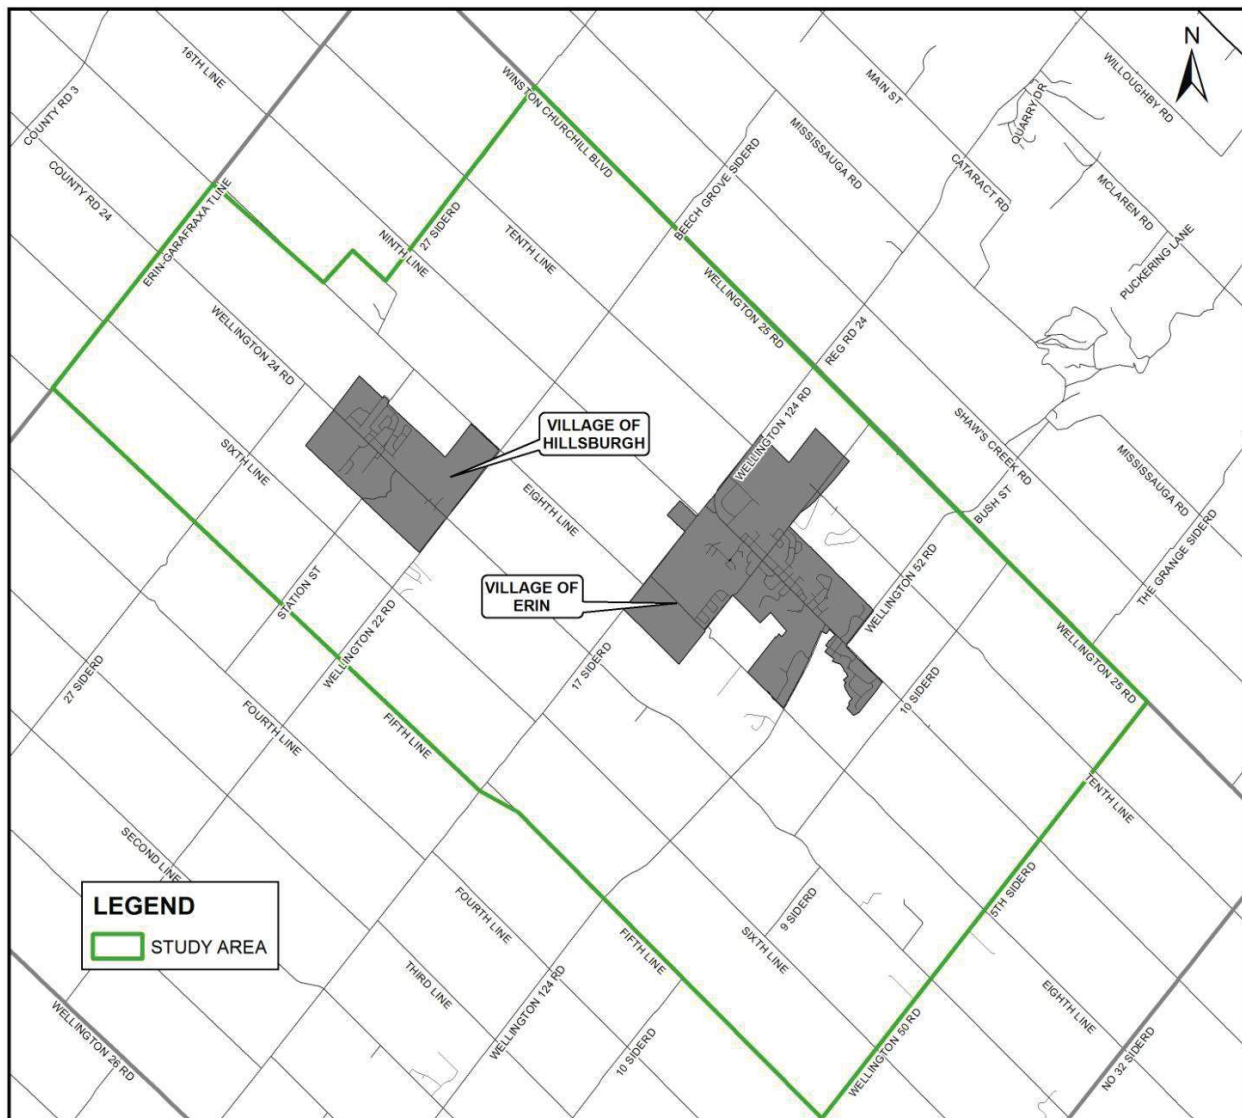 N
16TH LINE
COUNTY RD 3
WINSTON CHURCHILL BLVD
MAIN ST
WILLOUGHBY RD
QUARRY DR
MISSISSAUGA RD
CATARACT RD
MCLAREN RD
COUNTY RD 24
ERIN-GARAFRAXA TLINE
BEECH GROVE SIDERD
27 SIDERD
NINTH LINE
TENTH LINE
PUCKERING LANE
WELLINGTON 25 RD
WELLINGTON 24 RD
REG RD 24
VILLAGE OF
HILLSBURGH
WELLINGTON 124 RD
SHAW'S CREEK RD
MISSISSAUGA RD
SIXTH LINE
EIGHTH LINE
BUSH ST
THE GRANGE SIDERD
STATION ST
VILLAGE OF
ERIN
WELLINGTON 52 RD
WELLINGTON 22 RD
17 SIDERD
10 SIDERD
WELLINGTON 25 RD
27 SIDERD
FOURTH LINE
FIFTH LINE
TENTH LINE
SECOND LINE
LEGEND
STUDY AREA
FOURTH LINE
9 SIDERD
5TH SIDERD
FIFTH LINE
SIXTH LINE
THIRD LINE
WELLINGTON 124 RD
EIGHTH LINE
WELLINGTON 26 RD
10 SIDERD
WELLINGTON 50 RD
NO 32 SIDERD